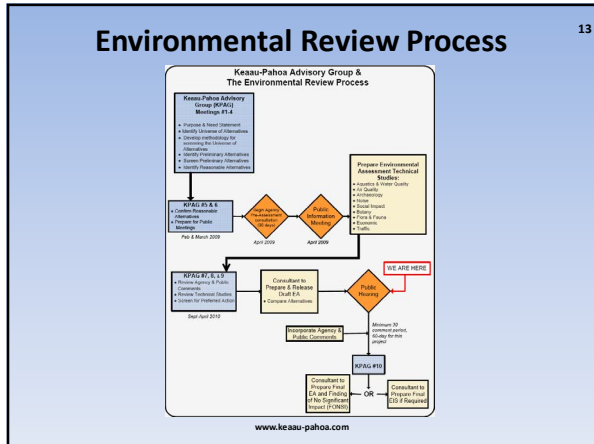 Environmental Review Process
13
Keaau-Pahoa Advisory Group &
The Environmental Review Process
Keaau-Pahoa Advisory
Group (KPAG)
Meetings #1-4
Purpose & Need Statement
Identify Universe of Alternatives
Develop methodology for
screening the Universe of
Alternatives
Identify Preliminary Alternatives
Screen Preliminary Alternatives
Identify Reasonable Alternatives
KPAG #5 & 6
Confirm Reasonable
Alternatives
Prepare for Public
Meetings
Feb & March 2009
Begin Agency
Pre-Assessment
consultation
(30 days)
April 2009
Public
Information
Meeting
April 2009
Prepare Environmental
Assessment Technical
Studies:
Aquatics & Water Quality
Air Quality
Archaeology
Noise
Social Impact
Botany
Flora & Fauna
Economic
Traffic
KPAG #7, 8, & 9
Review Agency & Public
Comments
Review Technical Studies
Screen for Preferred Action
Sept-April 2010
Consultant to
Prepare & Release
Draft EA
Compare Alternatives
Public
Hearing
WE ARE HERE
Incorporate Agency &
Public Comments
Minimum 30
comment period,
60-day for this
project
KPAG #10
Consultant to
Prepare Final
EA and Finding
of No Significant
Impact (FONSI)
OR
Consultant to
Prepare Final
EIS if Required
www.keaau-pahoa.com